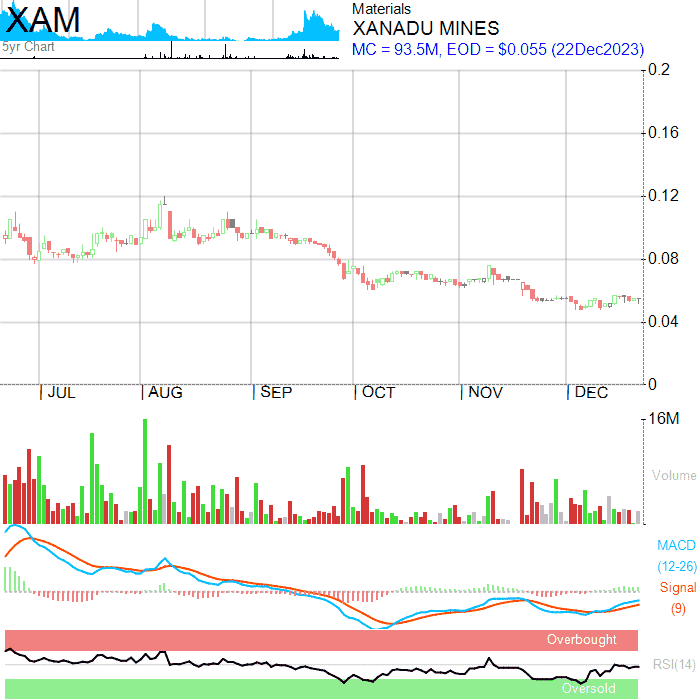 XAM
5yr Chart
Materials
XANADU MINES
MC = 93.5M, EOD = $0.055 (22Dec2023)
0.2
0.16
0.12
0.08
0.04
0
JUL AUG SEP OCT NOV DEC
16M
Volume
MACD
(12-26)
Signal
(9)
Overbought
RSI(14)
Oversold